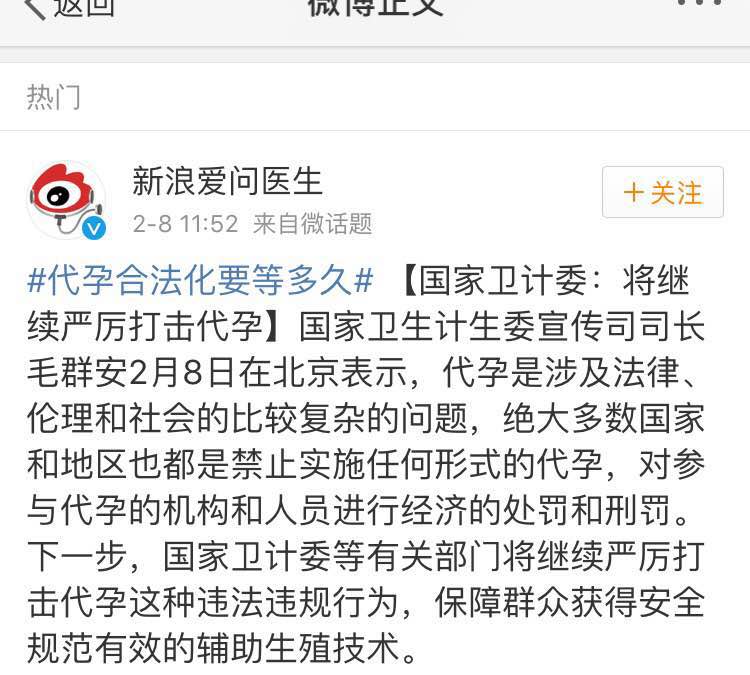 返回
微博正文
热门
新浪爱问医生
+关注
2-8 11:52 来自微话题
#代孕合法化要等多久# 【国家卫计委：将继
续严厉打击代孕】国家卫生计生委宣传司司长
毛群安2月8日在北京表示，代孕是涉及法律、
伦理和社会的比较复杂的问题，绝大多数国家
和地区也都是禁止实施任何形式的代孕，对参
与代孕的机构和人员进行经济的处罚和刑罚。
下一步，国家卫计委等有关部门将继续严厉打
击代孕这种违法违规行为，保障群众获得安全
规范有效的辅助生殖技术。